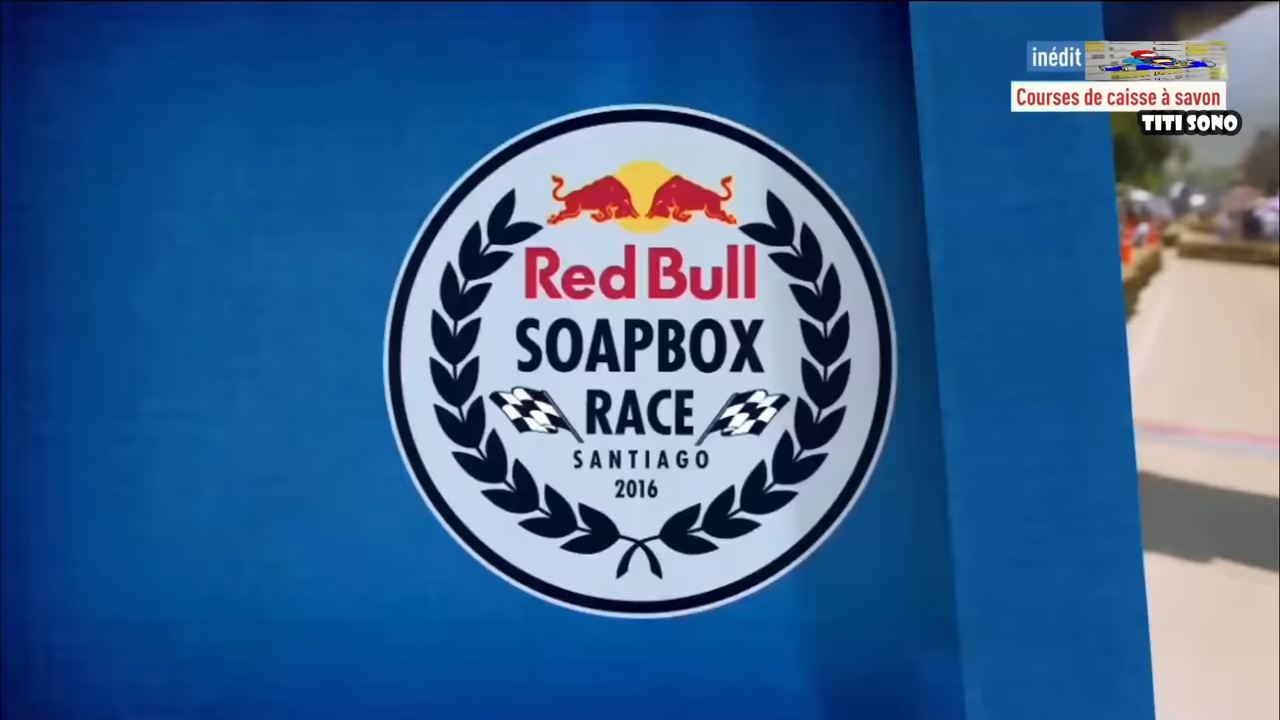 inédit
Courses de caisse à savon
TITI SONO
Red Bull
SOAPBOX
RACE
SANTIAGO
2016